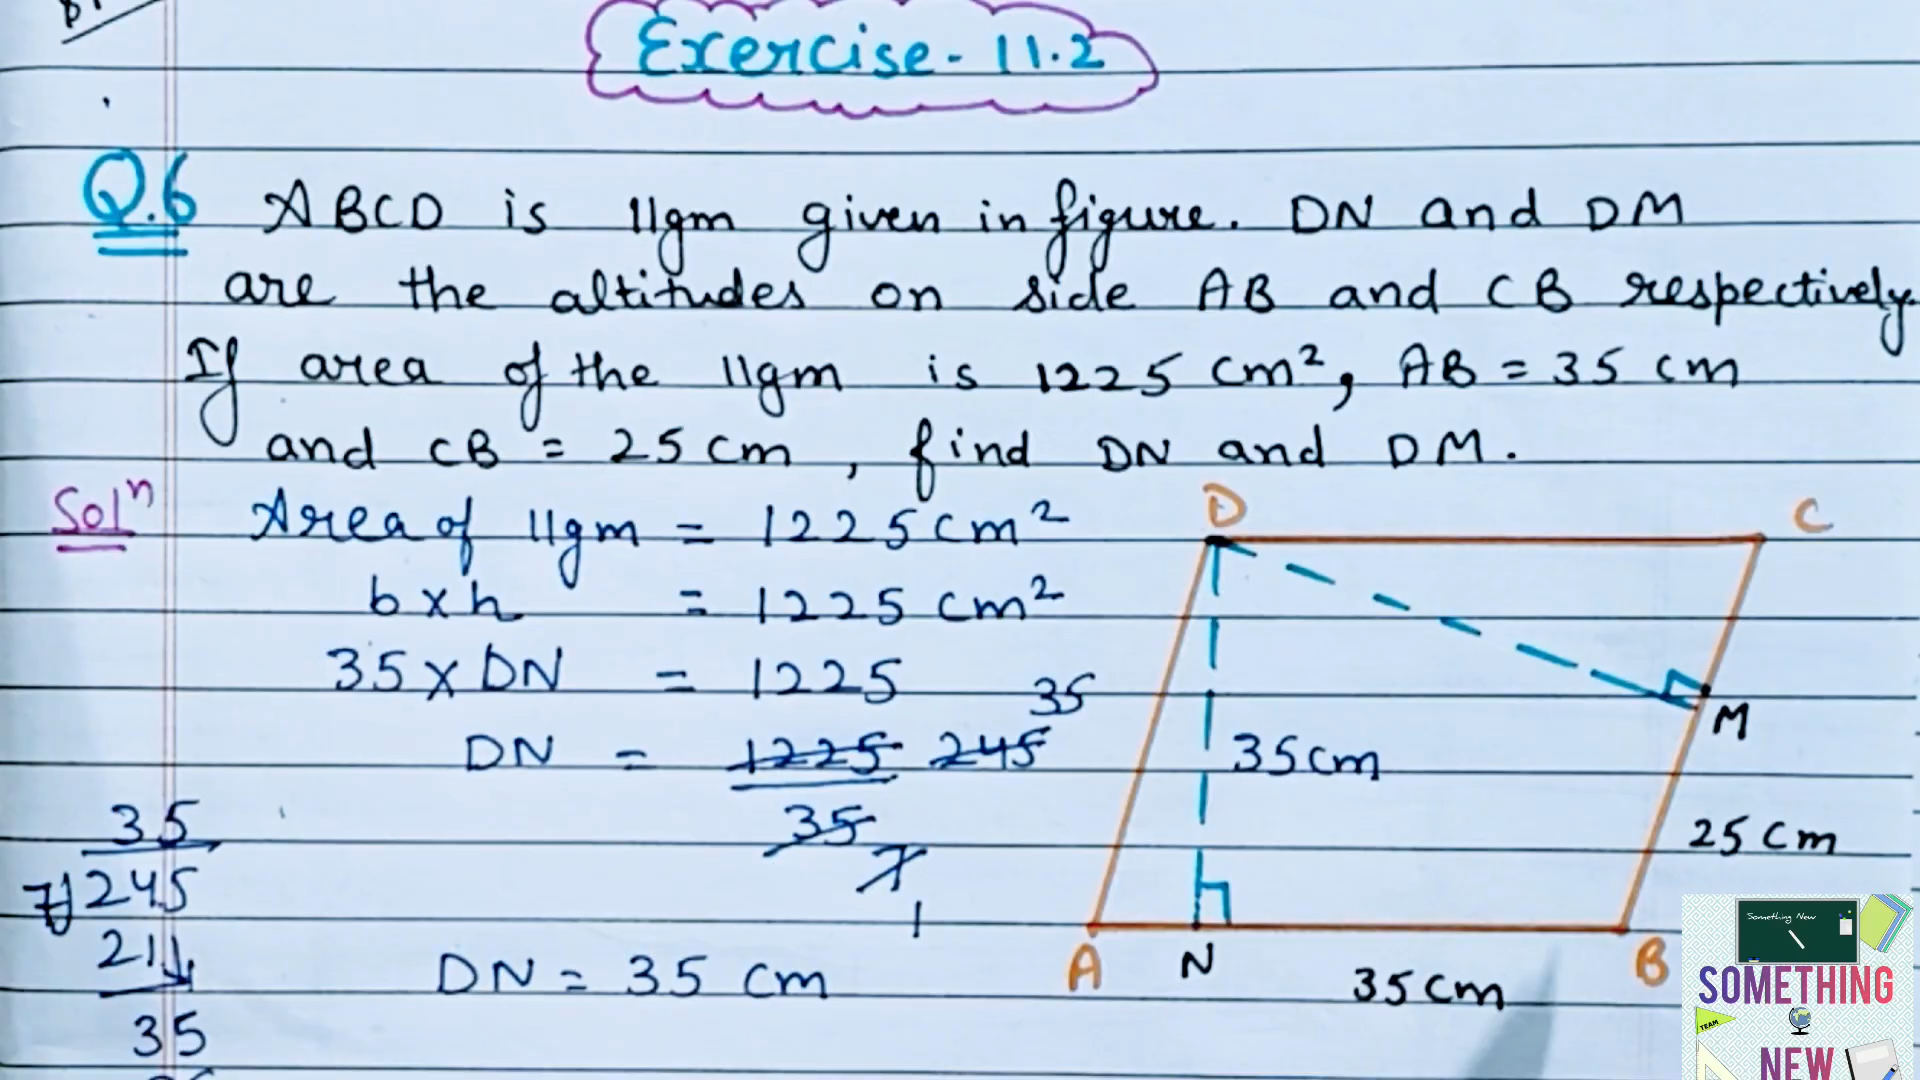 Exercise-11.2
Q.6 ABCD is llgm given in figure. DN and DM
are the altitudes on side AB and CB respectively
If area of the llgm is 1225 cm², AB = 35 cm
and CB = 25 cm, find DN and DM.
Solⁿ Area of llgm = 1225 cm²
b x h = 1225 cm²
35 x DN = 1225
35
DN = 1225 245
35
7
1
DN = 35 cm
35
7)245
21↓
35
D C
M
35cm
25 cm
A N B
35cm
Something New
SOMETHING
TEAM
NEW